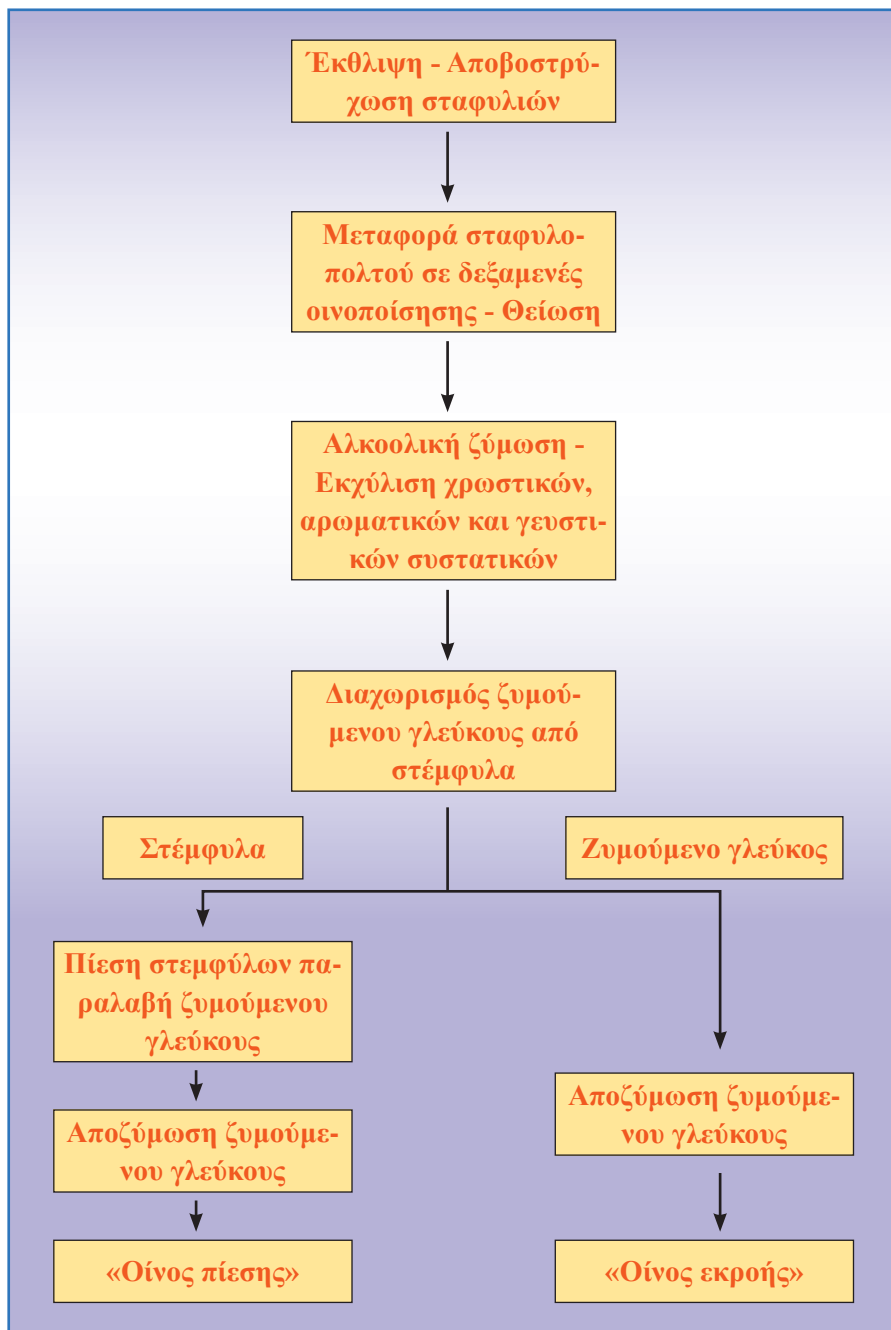 Έκθλιψη - Αποβοστρύ-
χωση σταφυλιών
Μεταφορά σταφυλο-
πολτού σε δεξαμενές
οινοποίσησης - Θείωση
Αλκοολική ζύμωση -
Εκχύλιση χρωστικών,
αρωματικών και γευστι-
κών συστατικών
Διαχωρισμός ζυμού-
μενου γλεύκους από
στέμφυλα
Στέμφυλα
Ζυμούμενο γλεύκος
Πίεση στεμφύλων πα-
ραλαβή ζυμούμενου
γλεύκους
Αποζύμωση ζυμούμε-
νου γλεύκους
«Οίνος πίεσης»
Αποζύμωση ζυμούμε-
νου γλεύκους
«Οίνος εκροής»